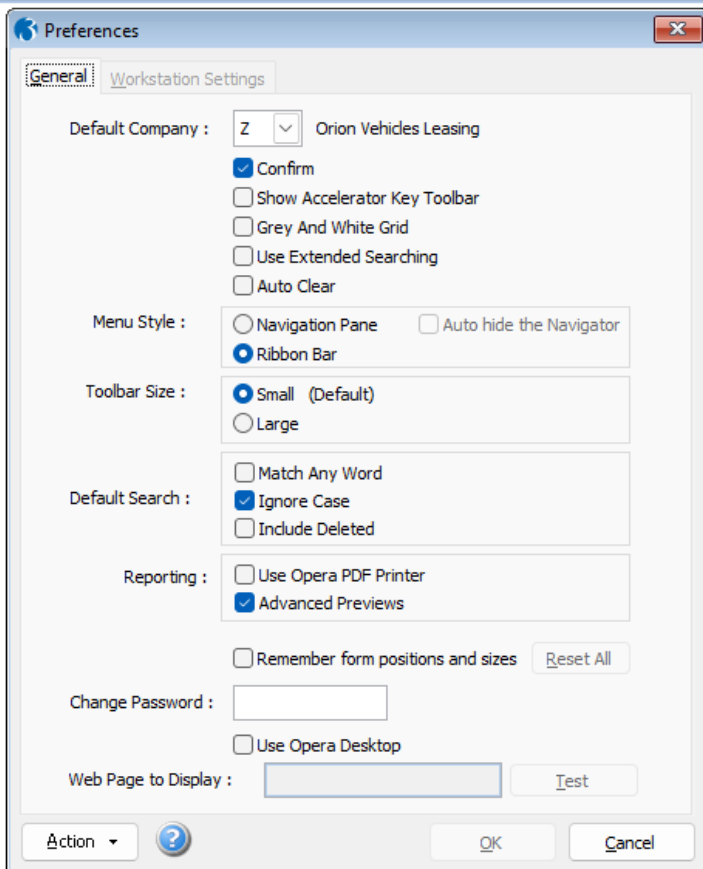 Preferences
General Workstation Settings
Default Company : Z Orion Vehicles Leasing
Confirm
Show Accelerator Key Toolbar
Grey And White Grid
Use Extended Searching
Auto Clear
Menu Style : Navigation Pane Auto hide the Navigator
Ribbon Bar
Toolbar Size : Small (Default)
Large
Match Any Word
Default Search : Ignore Case
Include Deleted
Reporting : Use Opera PDF Printer
Advanced Previews
Remember form positions and sizes Reset All
Change Password :
Use Opera Desktop
Web Page to Display : Test
Action ? OK Cancel